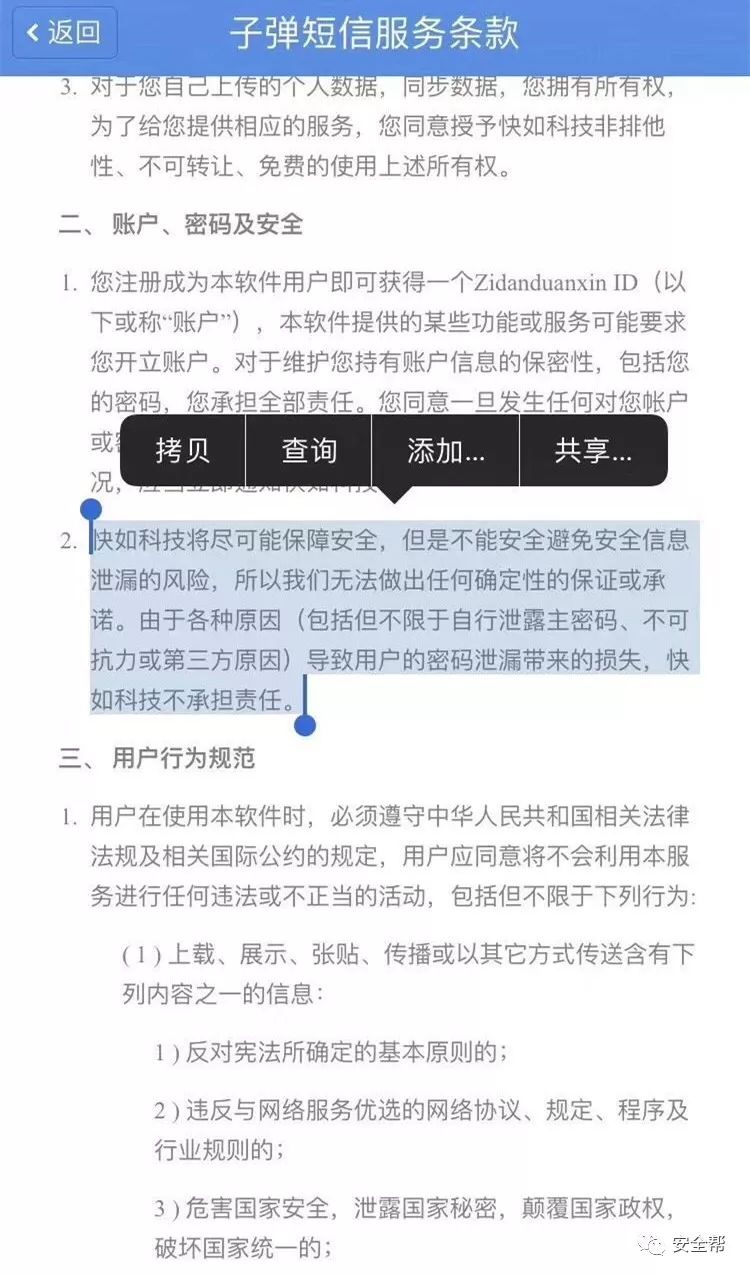 返回
子弹短信服务条款
3. 对于您自己上传的个人数据，同步数据，您拥有所有权，
为了给您提供相应的服务，您同意授予快如科技非排他
性、不可转让、免费的使用上述所有权。
二、 账户、密码及安全
1. 您注册成为本软件用户即可获得一个Zidanduanxin ID（以
下或称“账户”），本软件提供的某些功能或服务可能要求
您开立账户。对于维护您持有账户信息的保密性，包括您
的密码，您承担全部责任。您同意一旦发生任何对您帐户
或
拷贝 查询 添加... 共享...
况，应当立即通知快如科技
2. 快如科技将尽可能保障安全，但是不能安全避免安全信息
泄漏的风险，所以我们无法做出任何确定性的保证或承
诺。由于各种原因（包括但不限于自行泄露主密码、不可
抗力或第三方原因）导致用户的密码泄漏带来的损失，快
如科技不承担责任。
三、 用户行为规范
1. 用户在使用本软件时，必须遵守中华人民共和国相关法律
法规及相关国际公约的规定，用户应同意将不会利用本服
务进行任何违法或不正当的活动，包括但不限于下列行为:
( 1 ) 上载、展示、张贴、传播或以其它方式传送含有下
列内容之一的信息：
1 ) 反对宪法所确定的基本原则的；
2 ) 违反与网络服务优选的网络协议、规定、程序及
行业规则的；
3 ) 危害国家安全，泄露国家秘密，颠覆国家政权，
破坏国家统一的；
安全帮